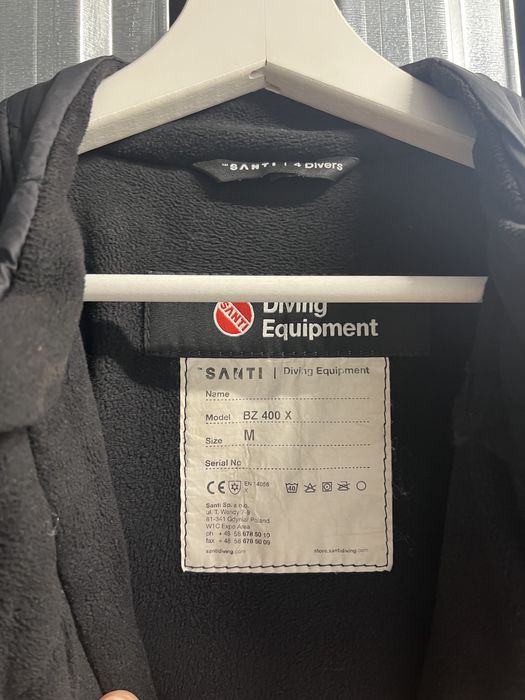 SANTI | 4 Divers
SANTI
Diving
Equipment
SANTI | Diving Equipment
Name
Model BZ 400 X
Size M
Serial No
CE EN 14058
X
40
Santi Sp. z o.o.
ul. T. Wendy 7-9
81-341 Gdynia/ Poland
WTC Expo Area
ph + 48 58 678 50 10
fax + 48 58 678 50 09
santidiving.com store.santidiving.com